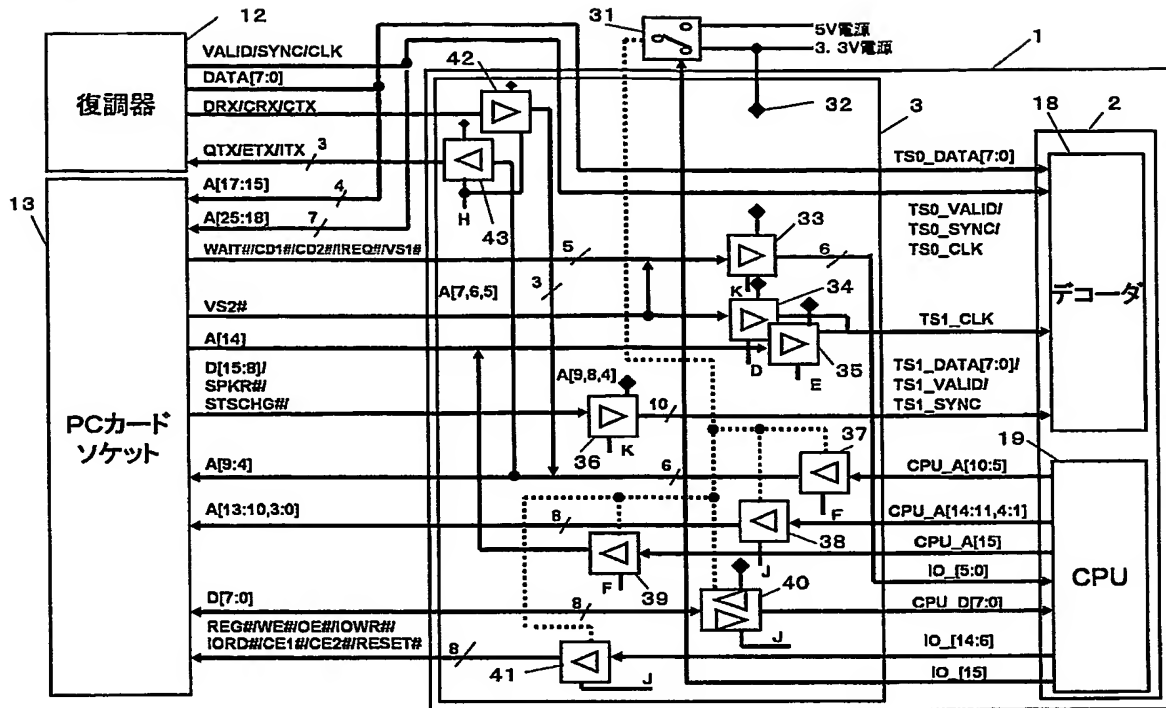 12
復調器
VALID/SYNC/CLK
DATA[7:0]
DRX/CRX/CTX
QTX/ETX/ITX
3
A[17:15]
4
A[25:18]
7
13
WAIT#/CD1#/CD2#/IREQ#/VS1#
5
VS2#
A[14]
D[15:8]/
SPKR#/
STSCHG#/
PCカード
ソケット
A[9:4]
A[13:10,3:0]
D[7:0]
REG#/WE#/OE#/IOWR#/
IORD#/CE1#/CE2#/RESET#
8
42
43
H
A[7,6,5]
3
31
5V電源
3. 3V電源
32
1
3
33
6
K
34
D
35
E
A[9,8,4]
10
36
K
37
6
F
38
8
J
39
F
40
8
J
41
J
18
2
TS0_DATA[7:0]
TS0_VALID/
TS0_SYNC/
TS0_CLK
デコーダ
TS1_CLK
TS1_DATA[7:0]/
TS1_VALID/
TS1_SYNC
19
CPU_A[10:5]
CPU_A[14:11,4:1]
CPU_A[15]
IO_[5:0]
CPU
CPU_D[7:0]
IO_[14:6]
IO_[15]